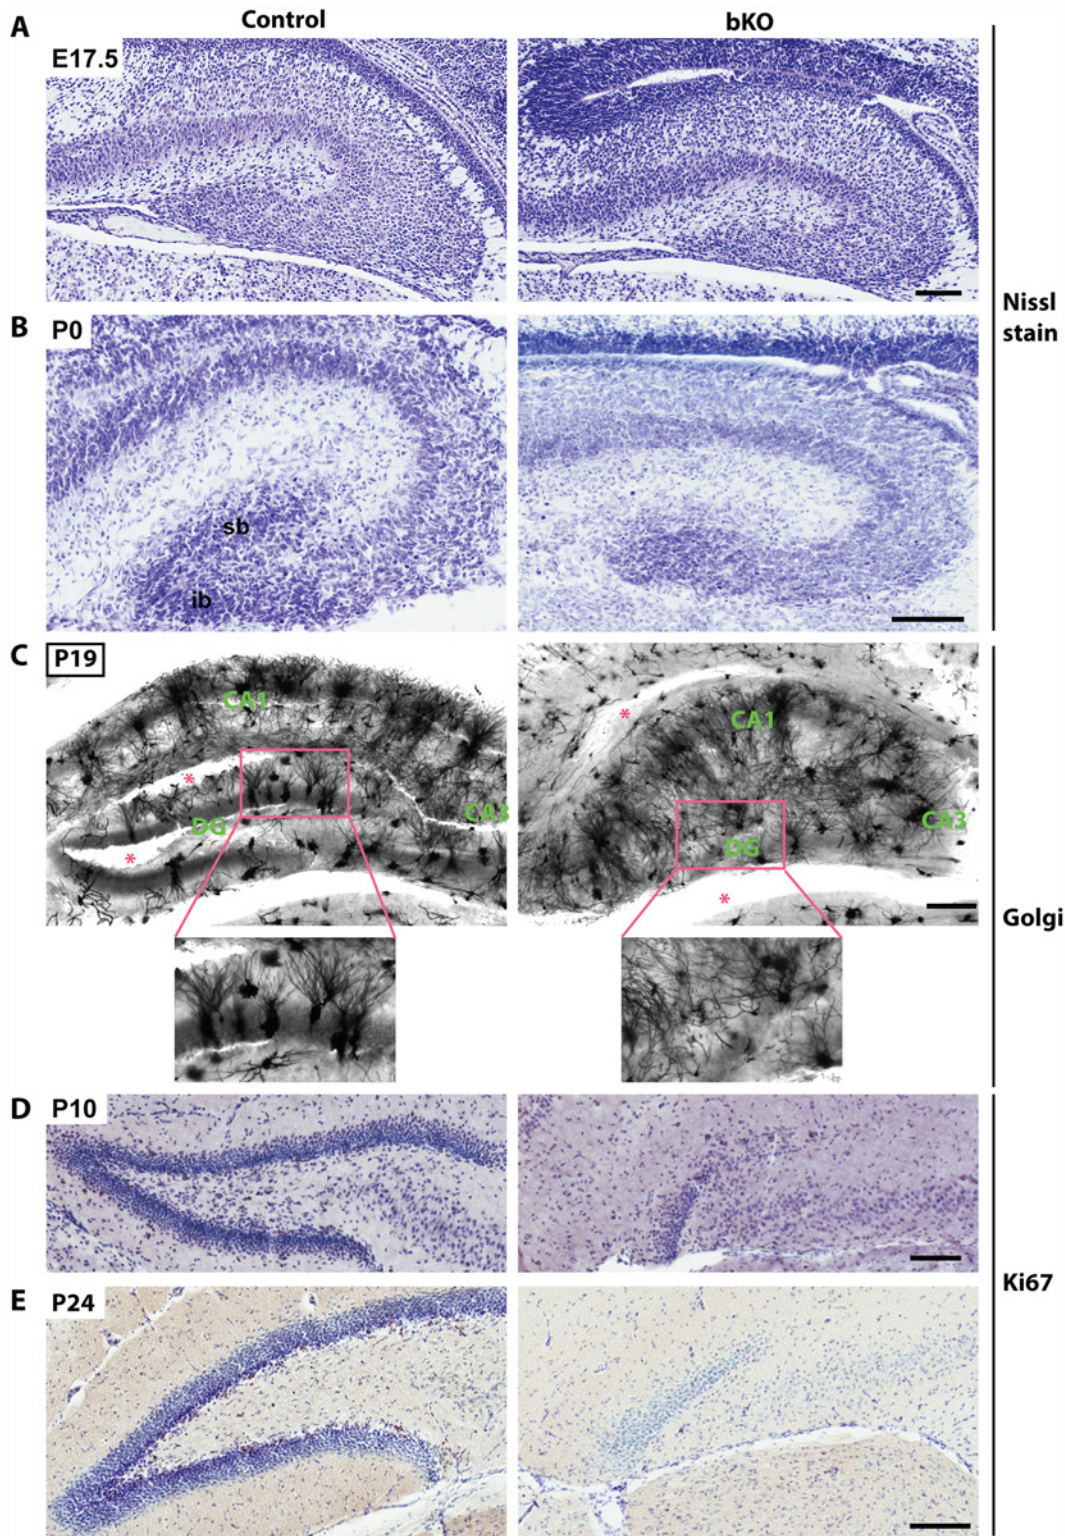 Control
bKO
A
E17.5
Nissl
stain
B
P0
sb
ib
C
P19
CA1
*
DG
*
CA3
*
CA1
DG
CA3
*
Golgi
D
P10
Ki67
E
P24